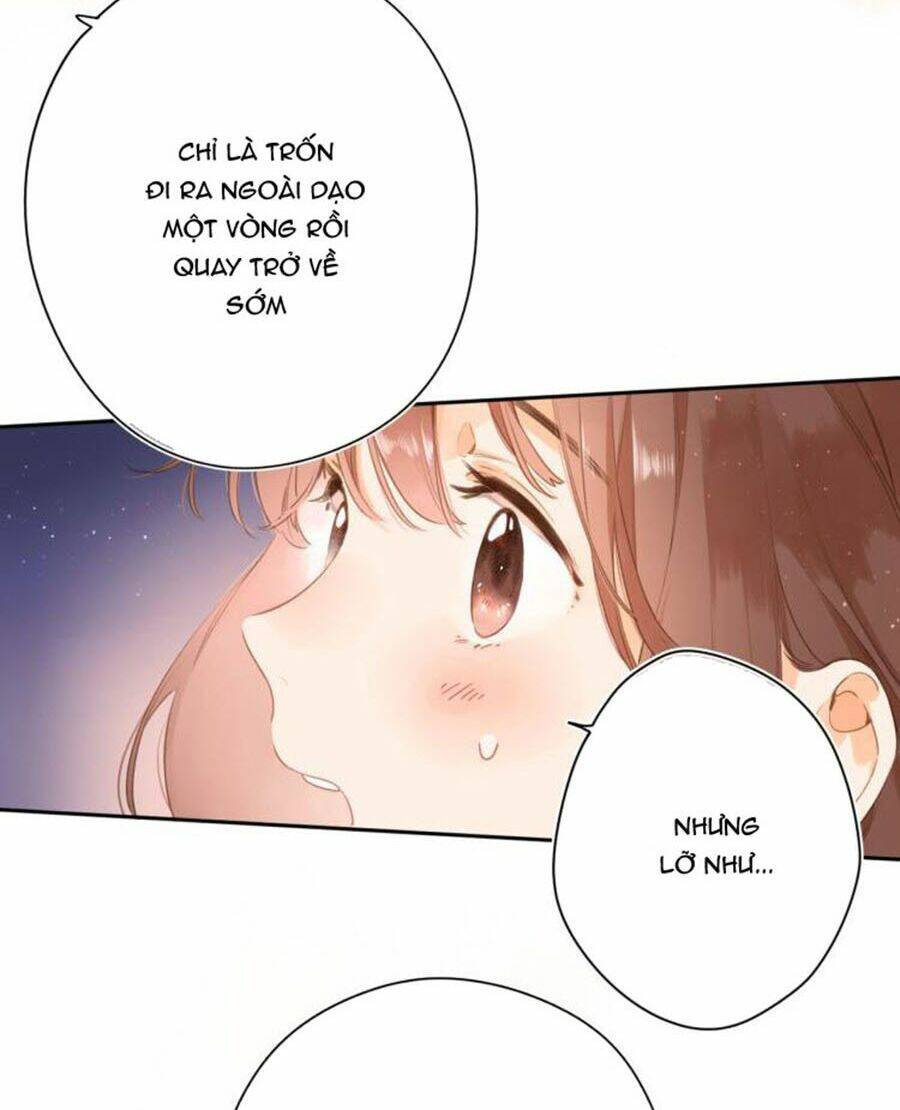 CHỈ LÀ TRỐN
ĐI RA NGOÀI DẠO
MỘT VÒNG RỒI
QUAY TRỞ VỀ
SỚM
NHƯNG
LỠ NHƯ...